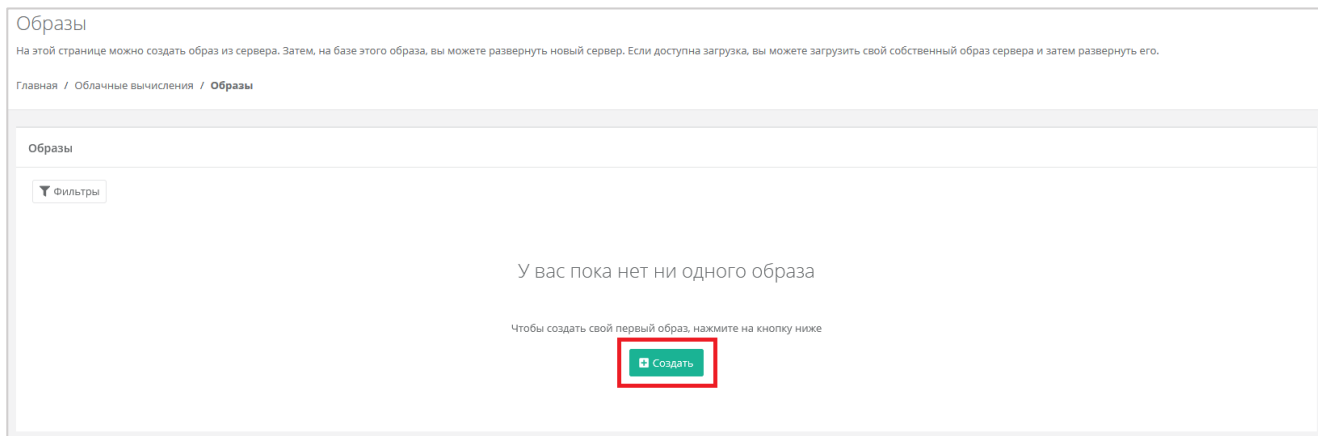 Образы
На этой странице можно создать образ из сервера. Затем, на базе этого образа, вы можете развернуть новый сервер. Если доступна загрузка, вы можете загрузить свой собственный образ сервера и затем развернуть его.
Главная / Облачные вычисления / Образы
Образы
Фильтры
У вас пока нет ни одного образа
Чтобы создать свой первый образ, нажмите на кнопку ниже
Создать